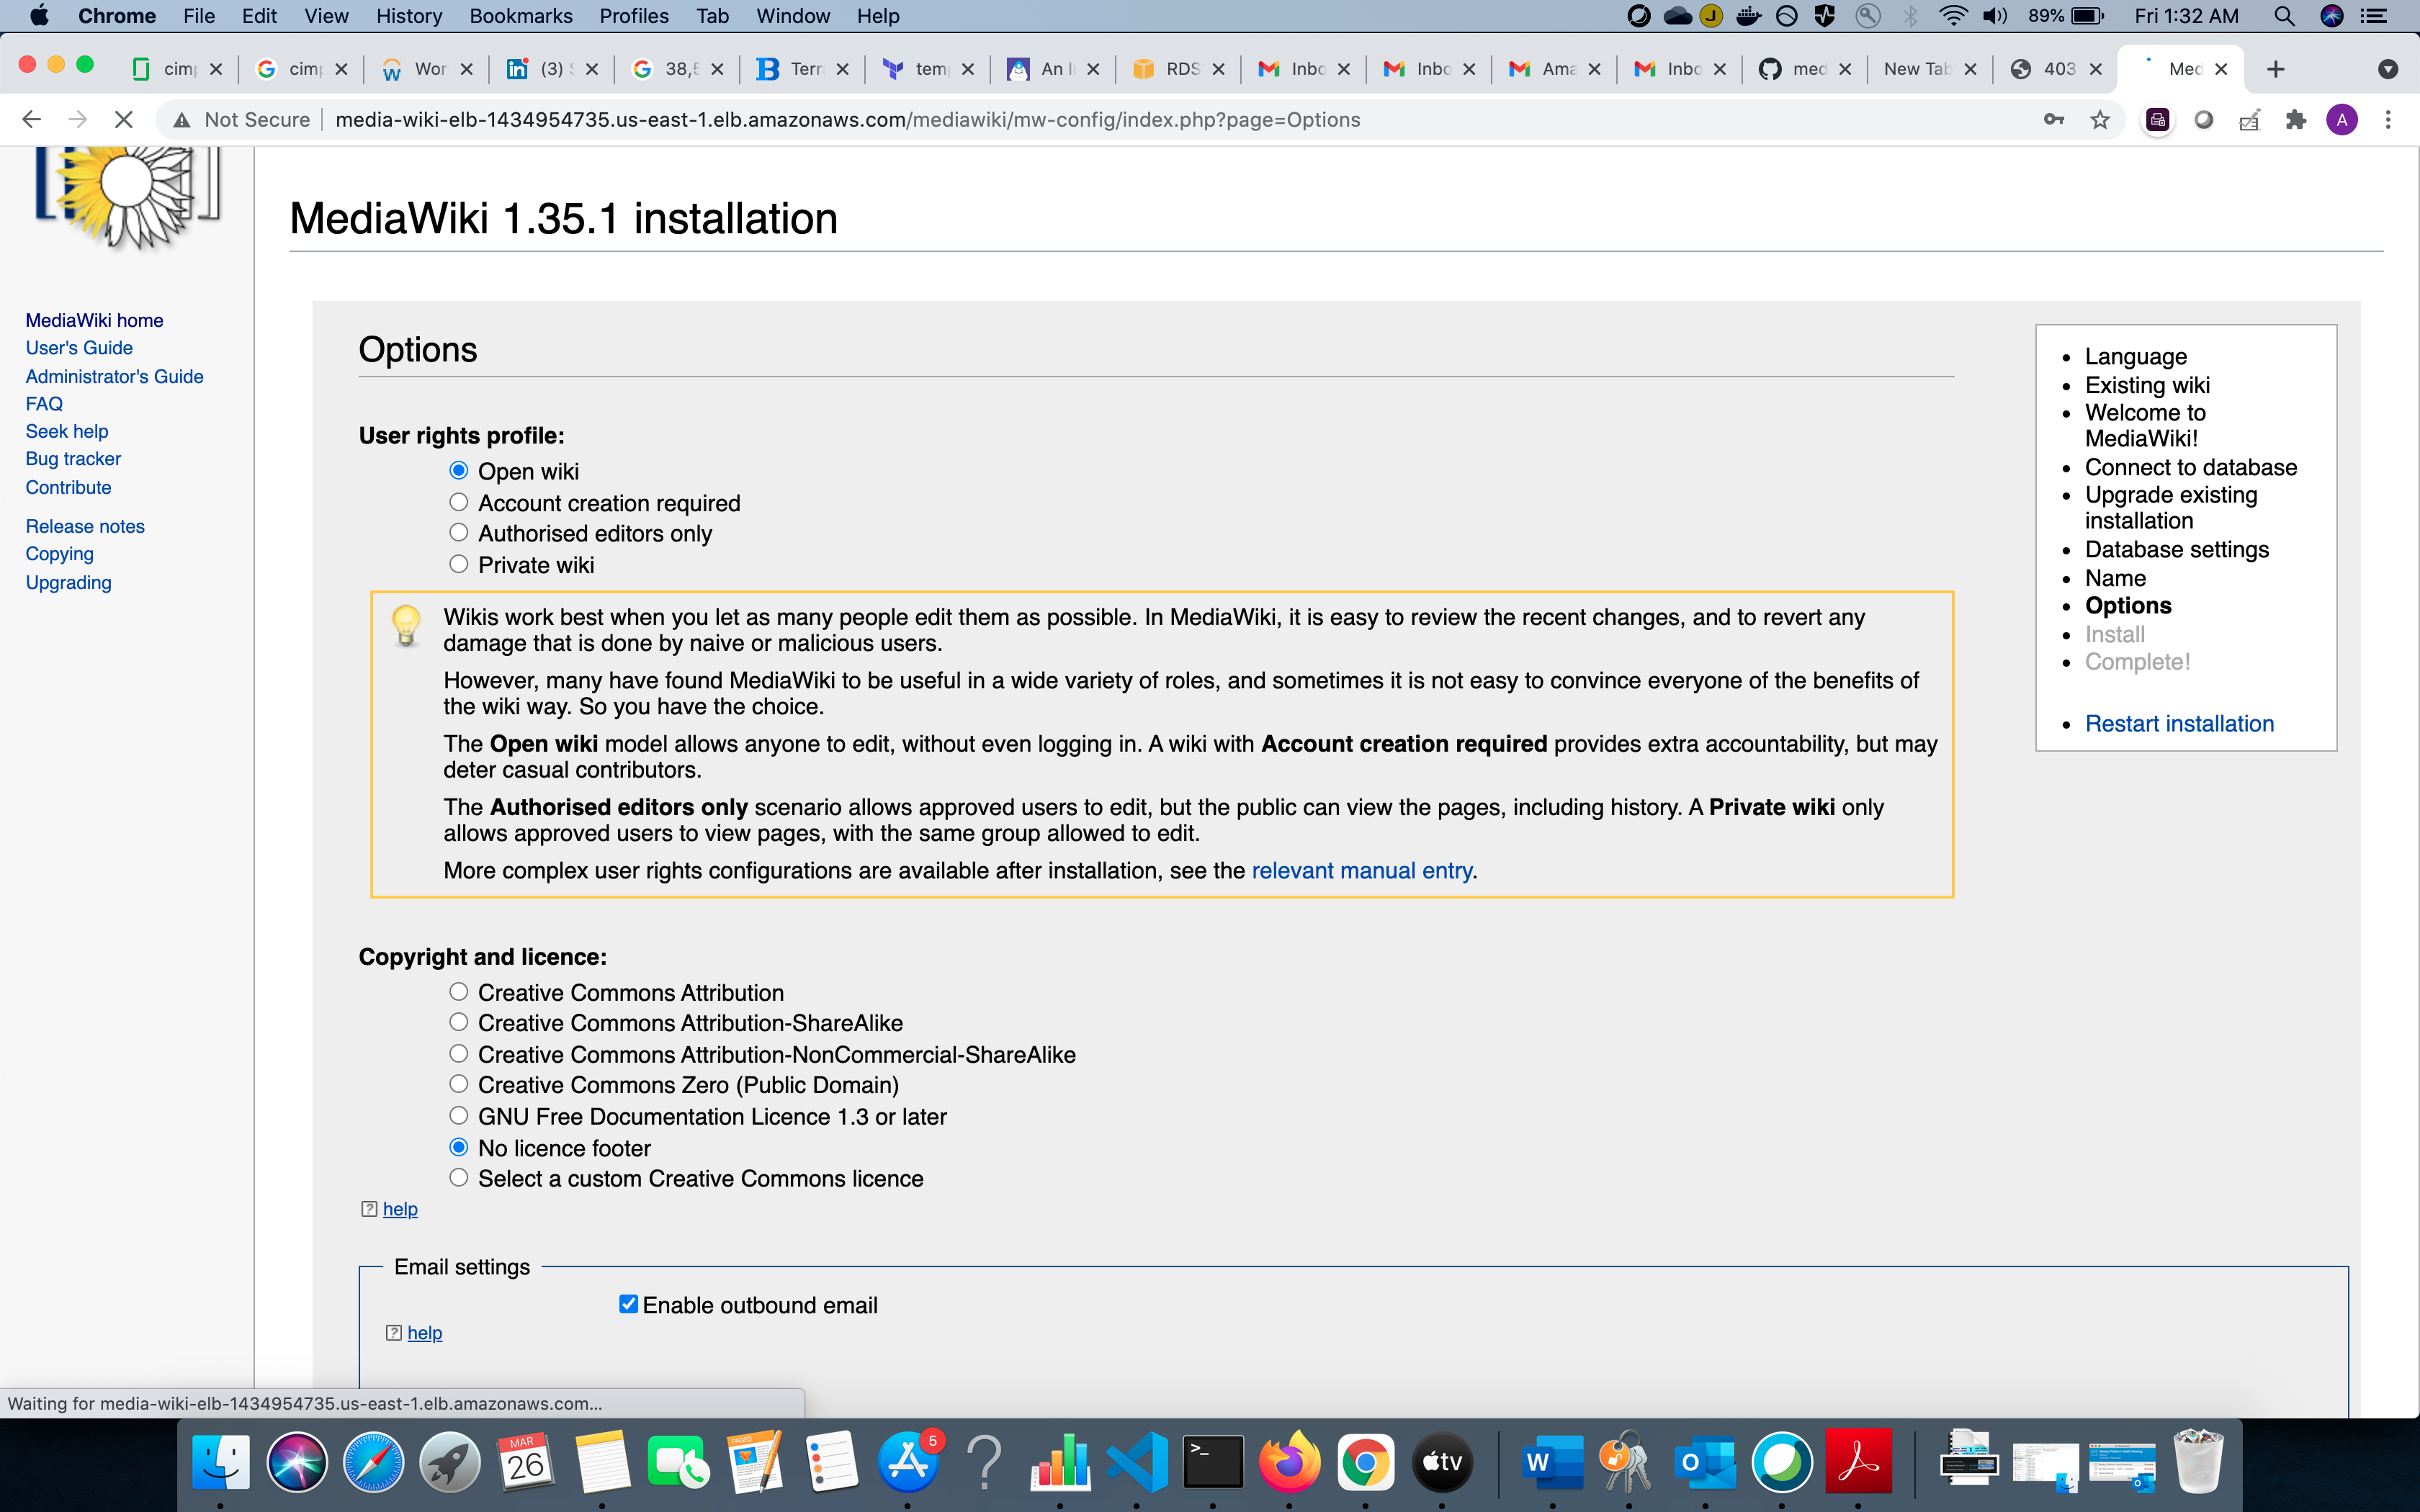 Chrome File Edit View History Bookmarks Profiles Tab Window Help J 89% Fri 1:32 AM
cimp cimp Wor (3) S 38,5 Terr temp An I RDS Inbo Inbo Ama Inbo med New Tab 403 Med
Not Secure media-wiki-elb-1434954735.us-east-1.elb.amazonaws.com/mediawiki/mw-config/index.php?page=Options A
MediaWiki 1.35.1 installation
MediaWiki home
User's Guide
Administrator's Guide
FAQ
Seek help
Bug tracker
Contribute
Release notes
Copying
Upgrading
Options
User rights profile:
Open wiki
Account creation required
Authorised editors only
Private wiki
Wikis work best when you let as many people edit them as possible. In MediaWiki, it is easy to review the recent changes, and to revert any
damage that is done by naive or malicious users.
However, many have found MediaWiki to be useful in a wide variety of roles, and sometimes it is not easy to convince everyone of the benefits of
the wiki way. So you have the choice.
The Open wiki model allows anyone to edit, without even logging in. A wiki with Account creation required provides extra accountability, but may
deter casual contributors.
The Authorised editors only scenario allows approved users to edit, but the public can view the pages, including history. A Private wiki only
allows approved users to view pages, with the same group allowed to edit.
More complex user rights configurations are available after installation, see the relevant manual entry.
Copyright and licence:
Creative Commons Attribution
Creative Commons Attribution-ShareAlike
Creative Commons Attribution-NonCommercial-ShareAlike
Creative Commons Zero (Public Domain)
GNU Free Documentation Licence 1.3 or later
No licence footer
Select a custom Creative Commons licence
help
Email settings
Enable outbound email
help
Language
Existing wiki
Welcome to
MediaWiki!
Connect to database
Upgrade existing
installation
Database settings
Name
Options
Install
Complete!
Restart installation
Waiting for media-wiki-elb-1434954735.us-east-1.elb.amazonaws.com...
MAR
26
PAGES
5
tv
W
O